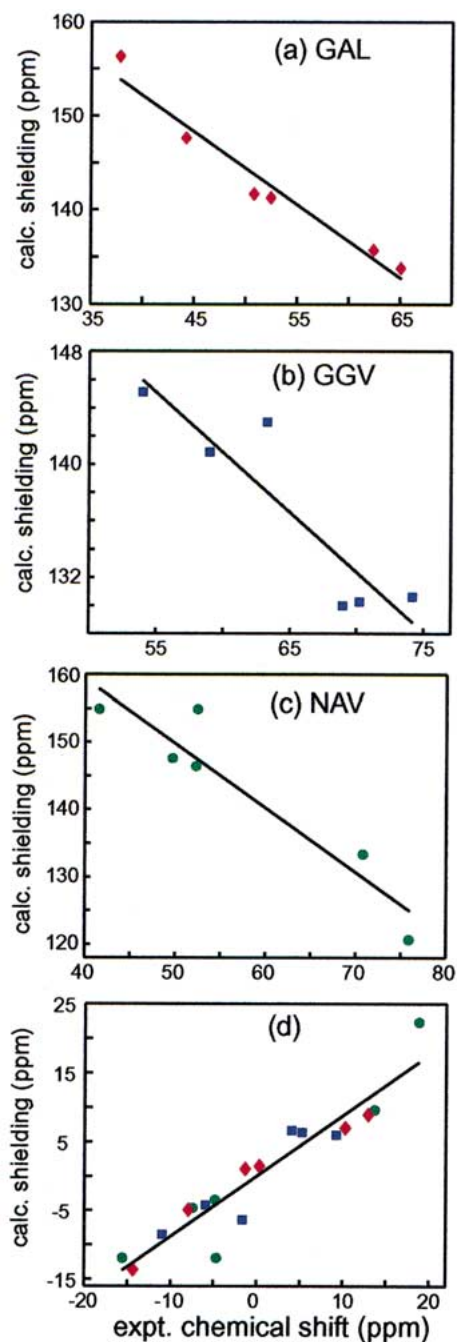 160
(a) GAL
150
140
130
calc. shielding (ppm)
35 45 55 65
148
(b) GGV
140
132
calc. shielding (ppm)
55 65 75
160
(c) NAV
150
140
130
120
calc. shielding (ppm)
40 50 60 70 80
25
(d)
15
5
-5
-15
calc. shielding (ppm)
-20 -10 0 10 20
expt. chemical shift (ppm)